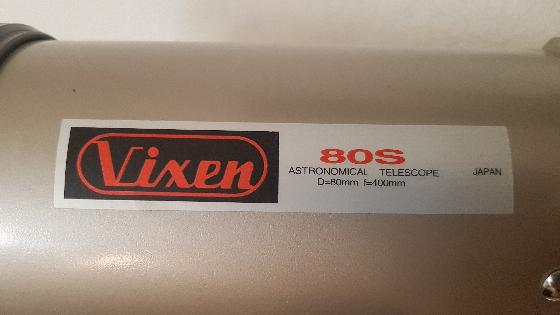 Vixen
80S
ASTRONOMICAL TELESCOPE JAPAN
D=80mm f=400mm